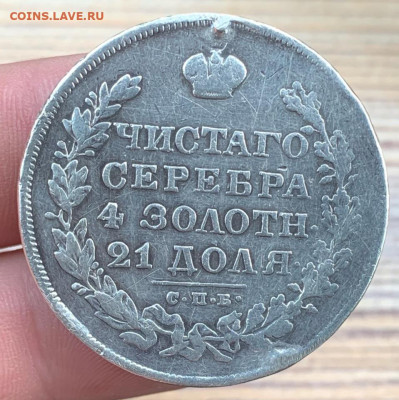 COINS.LAVE.RU
ЧИСТАГО
СЕРЕБРА
4 ЗОЛОТН.
21 ДОЛЯ.
С·П·Б·